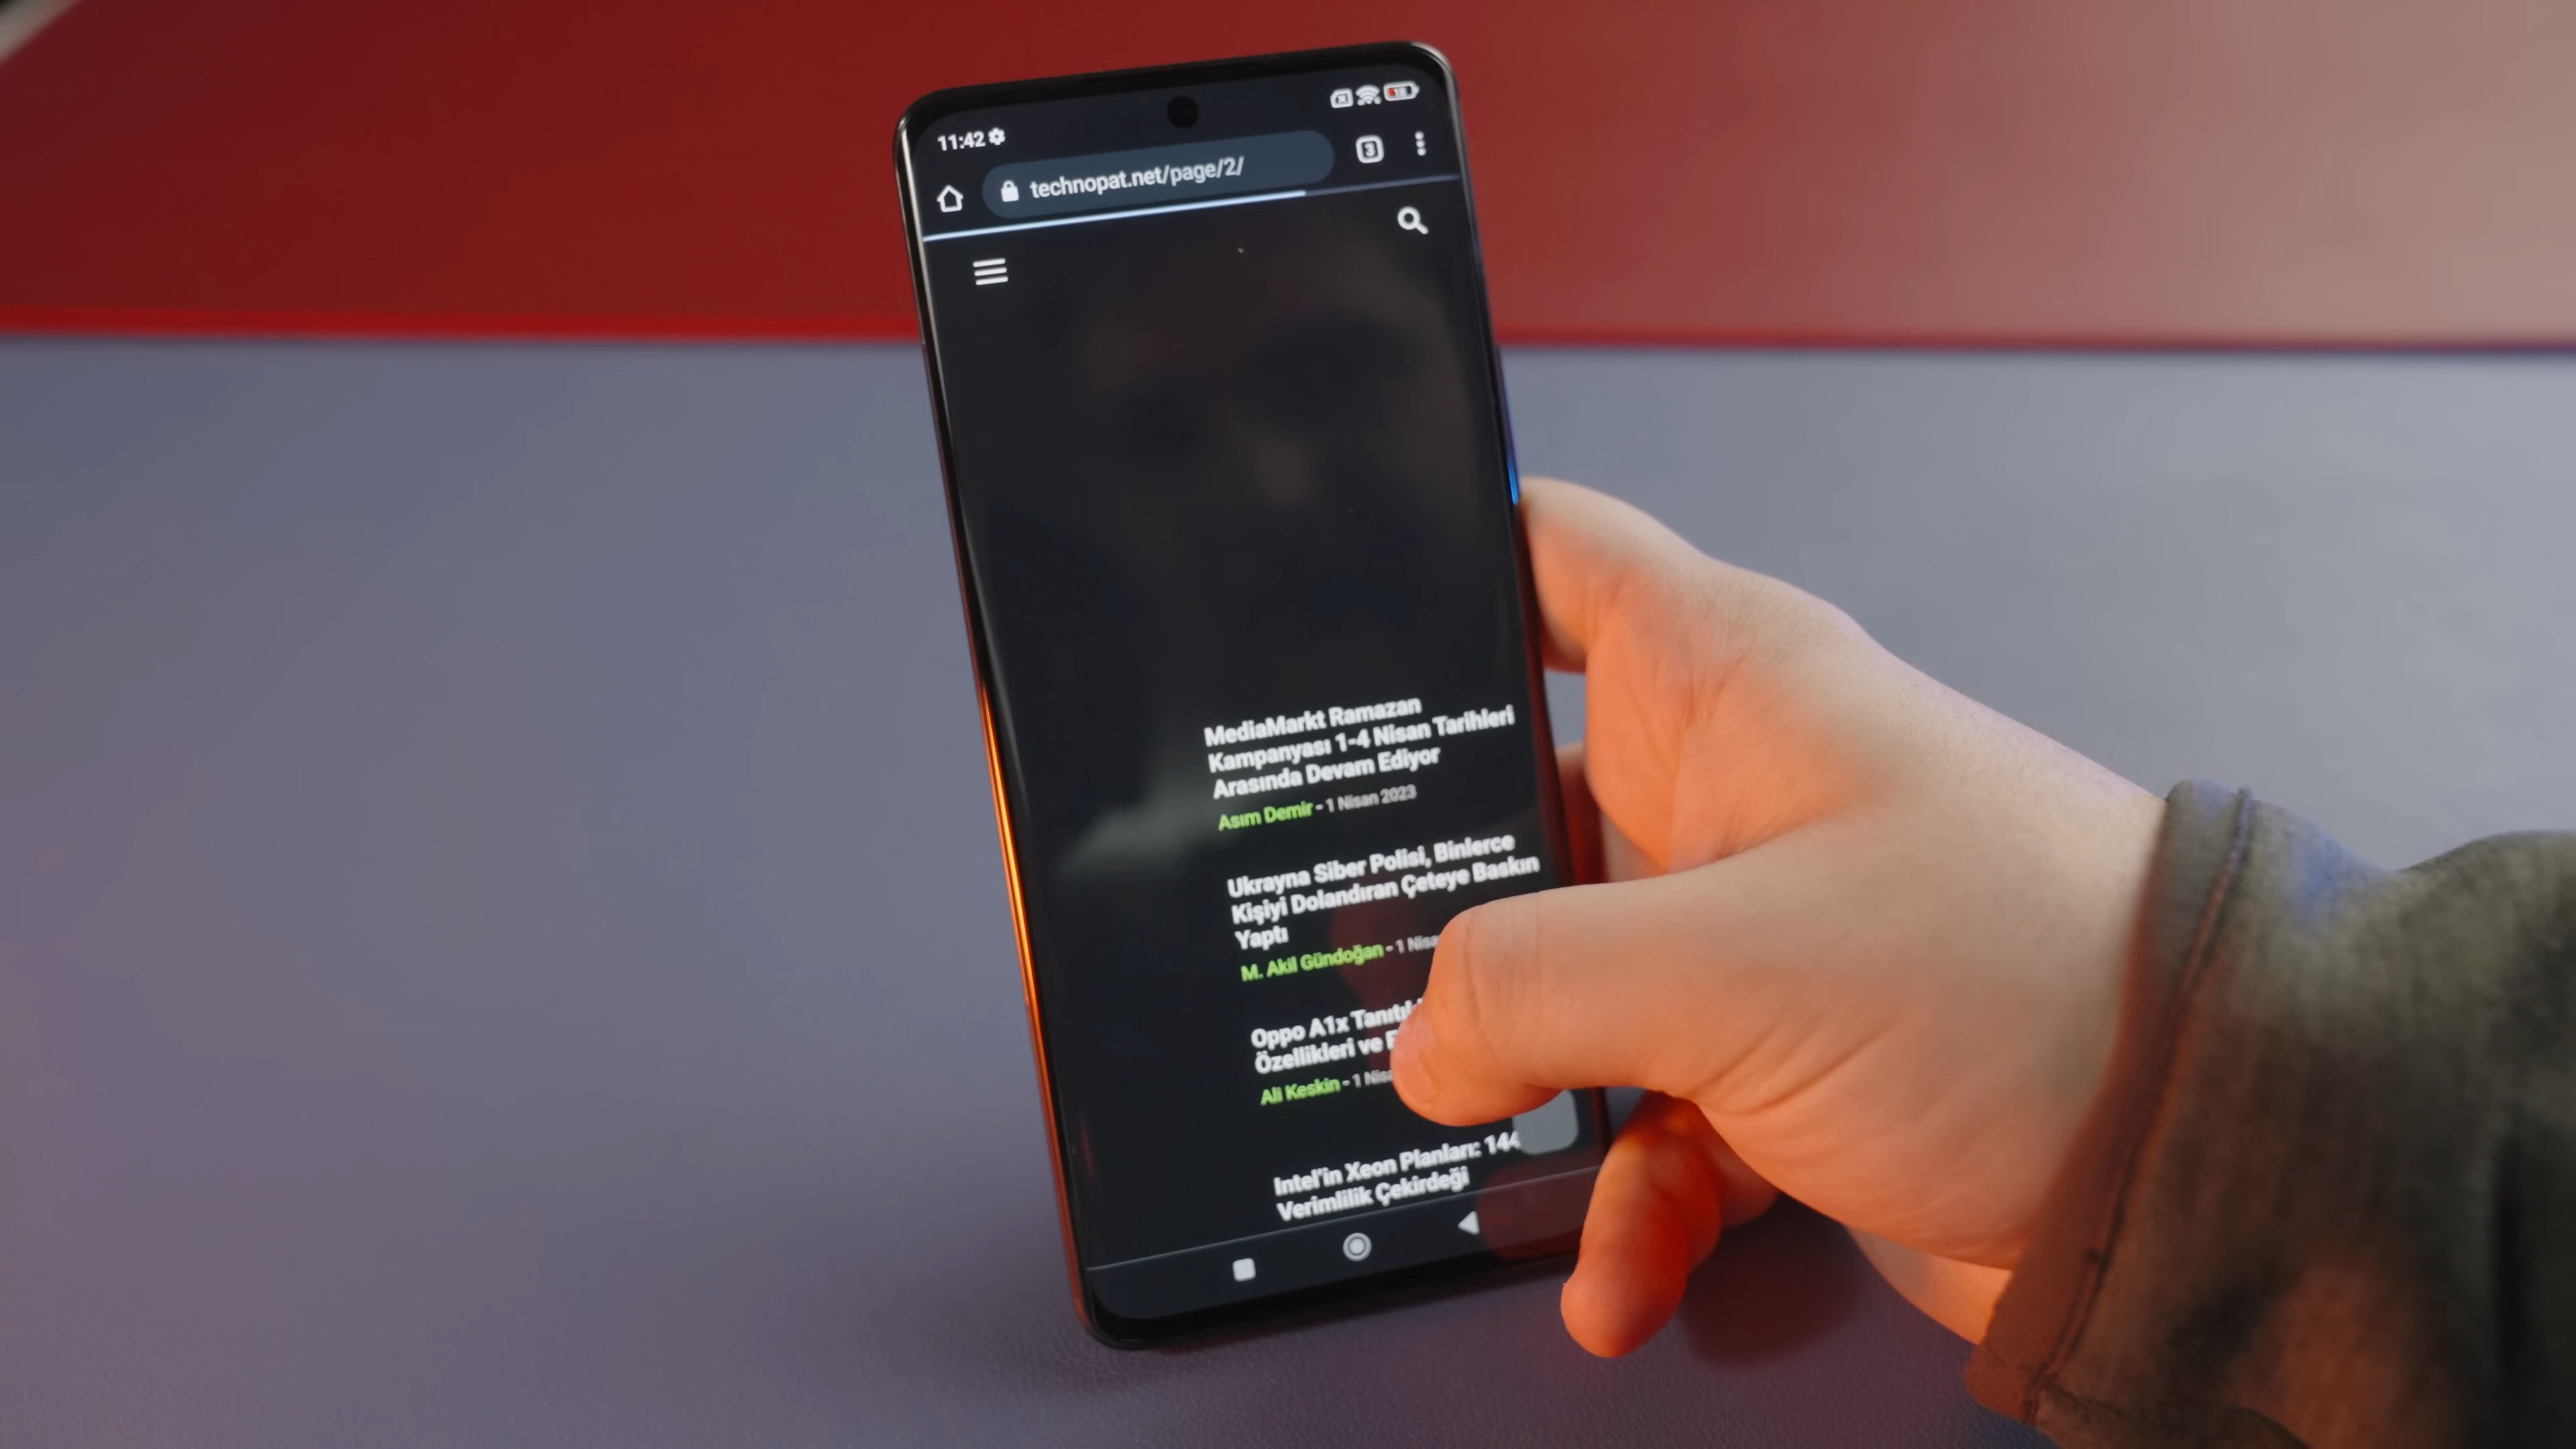 11:42
technopat.net/page/2/
3
MediaMarkt Ramazan
Kampanyası 1-4 Nisan Tarihleri
Arasında Devam Ediyor
Asım Demir - 1 Nisan 2023
Ukrayna Siber Polisi, Binlerce
Kişiyi Dolandıran Çeteye Baskın
Yaptı
M. Akil Gündoğan - 1
Oppo A1x
Özellikleri ve
Ali Keskin - 1
Intel'in Xeon Planları: 144
Verimlilik Çekirdeği